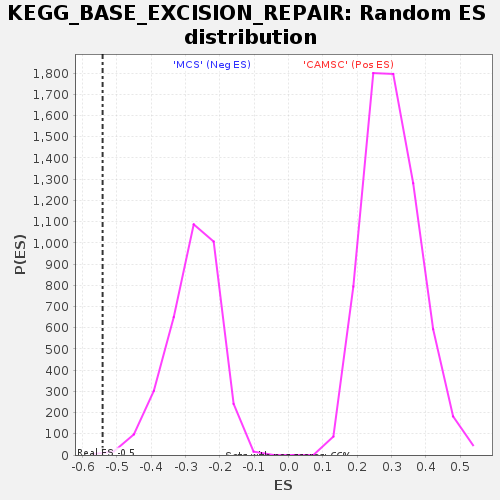 KEGG_BASE_EXCISION_REPAIR: Random ES
distribution
'MCS' (Neg ES) 'CAMSC' (Pos ES)
1,800
1,700
1,600
1,500
1,400
1,300
1,200
1,100
1,000
900
800
700
600
500
400
300
200
100
0
P(ES)
Real ES -0.5
-0.6 -0.5 -0.4 -0.3 -0.2 -0.1 0.0 0.1 0.2 0.3 0.4 0.5
ES